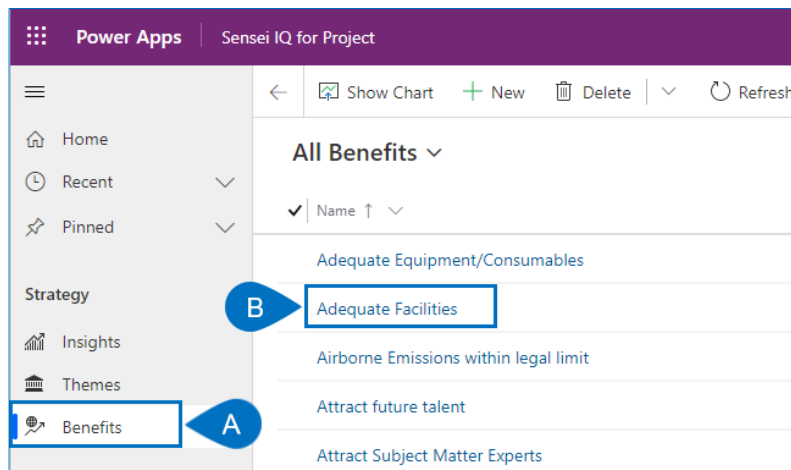 Power Apps Sensei IQ for Project
Show Chart New Delete Refresh
Home
Recent
Pinned
Strategy
Insights
Themes
Benefits
A
All Benefits
Name
Adequate Equipment/Consumables
B
Adequate Facilities
Airborne Emissions within legal limit
Attract future talent
Attract Subject Matter Experts